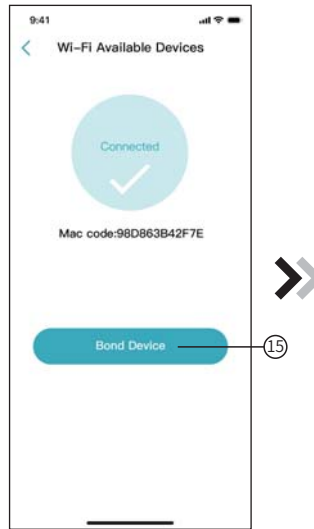 9:41
Wi-Fi Available Devices
Connected
Mac code:98D863B42F7E
Bond Device
⑮